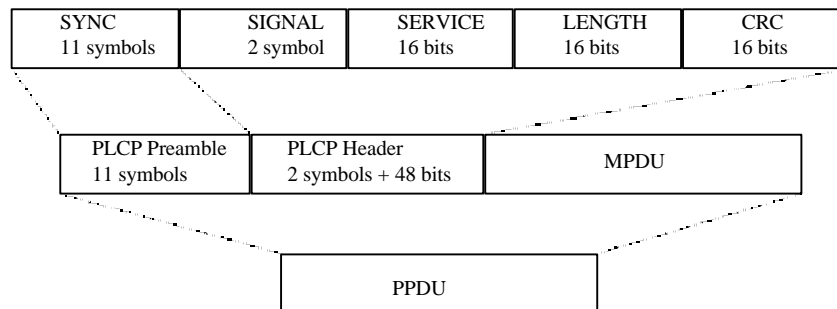 SYNC
11 symbols
SIGNAL
2 symbol
SERVICE
16 bits
LENGTH
16 bits
CRC
16 bits
PLCP Preamble
11 symbols
PLCP Header
2 symbols + 48 bits
MPDU
PPDU